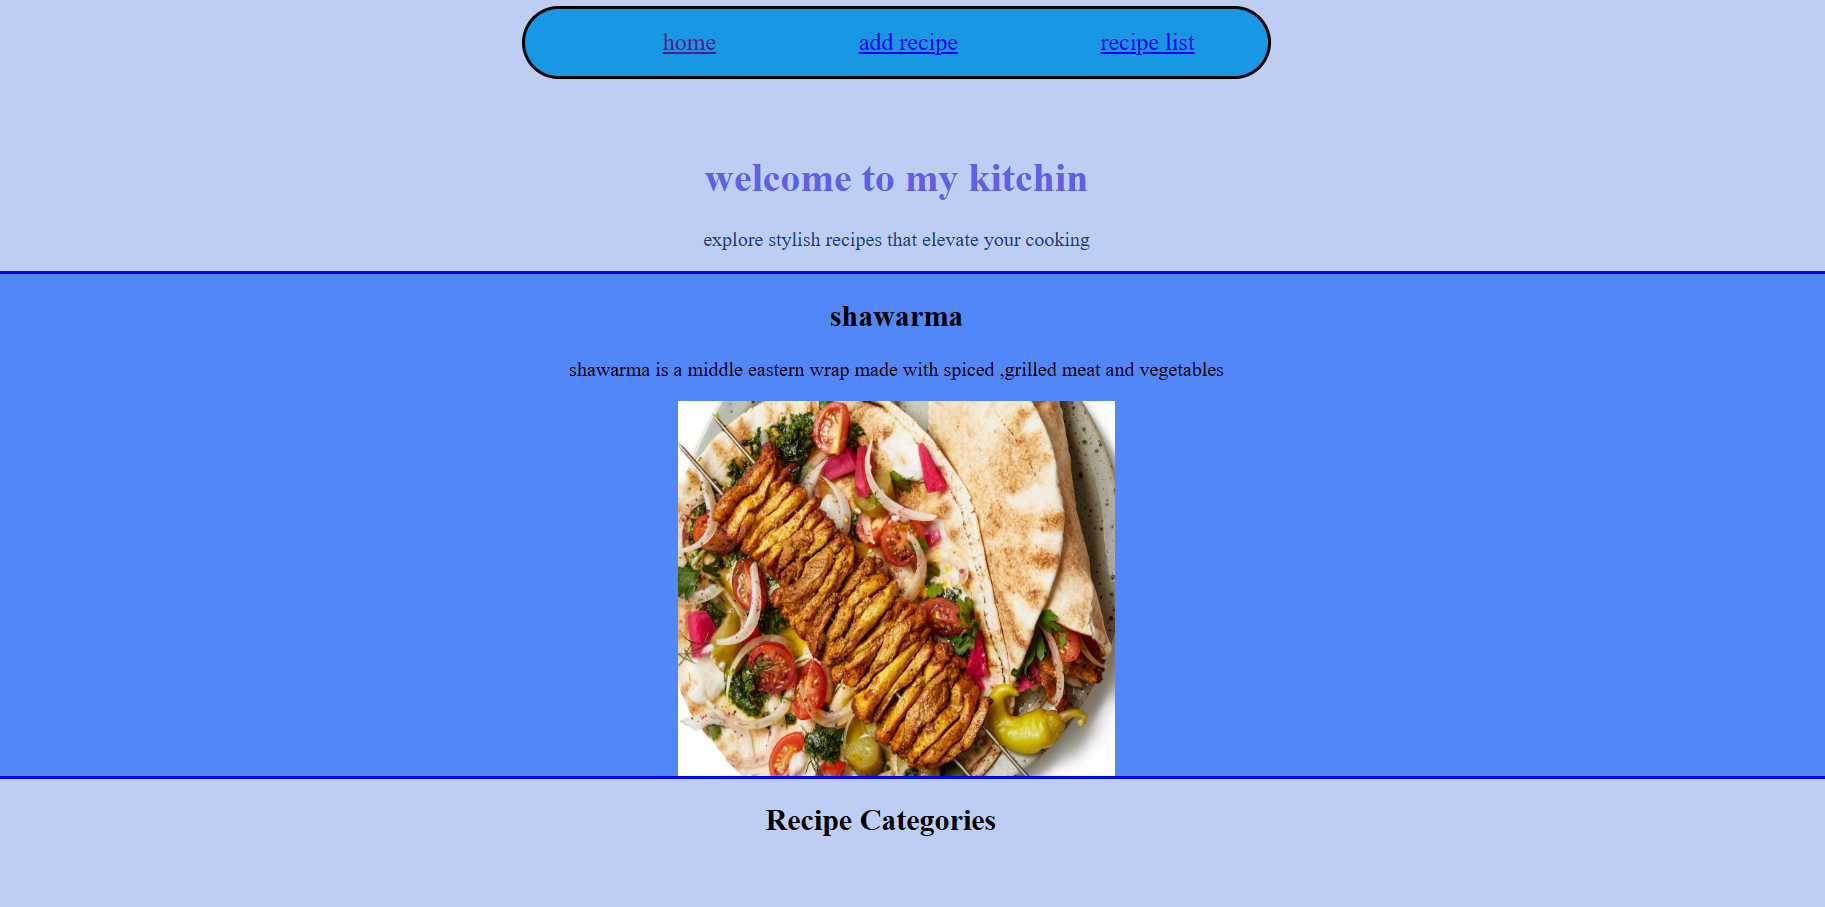 home add recipe recipe list
welcome to my kitchin
explore stylish recipes that elevate your cooking
shawarma
shawarma is a middle eastern wrap made with spiced ,grilled meat and vegetables
Recipe Categories